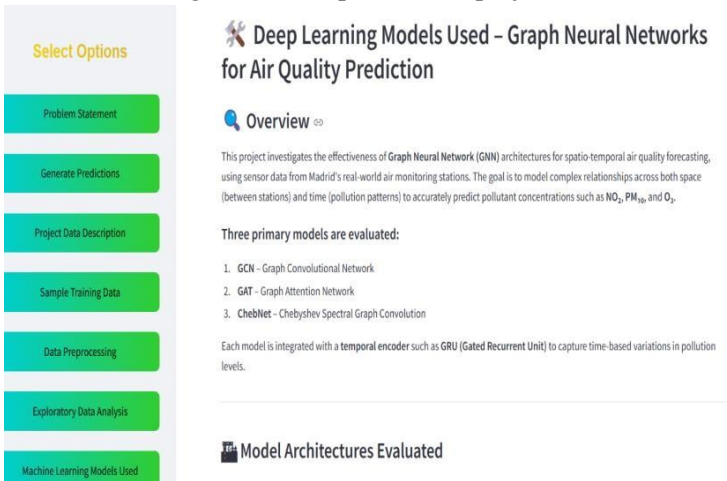 Select Options
Problem Statement
Generate Predictions
Project Data Description
Sample Training Data
Data Preprocessing
Exploratory Data Analysis
Machine Learning Models Used
🛠 Deep Learning Models Used – Graph Neural Networks
for Air Quality Prediction
🔍 Overview
This project investigates the effectiveness of Graph Neural Network (GNN) architectures for spatio-temporal air quality forecasting,
using sensor data from Madrid's real-world air monitoring stations. The goal is to model complex relationships across both space
(between stations) and time (pollution patterns) to accurately predict pollutant concentrations such as NO₂, PM₁₀, and O₃.
Three primary models are evaluated:
1. GCN – Graph Convolutional Network
2. GAT – Graph Attention Network
3. ChebNet – Chebyshev Spectral Graph Convolution
Each model is integrated with a temporal encoder such as GRU (Gated Recurrent Unit) to capture time-based variations in pollution
levels.
Model Architectures Evaluated